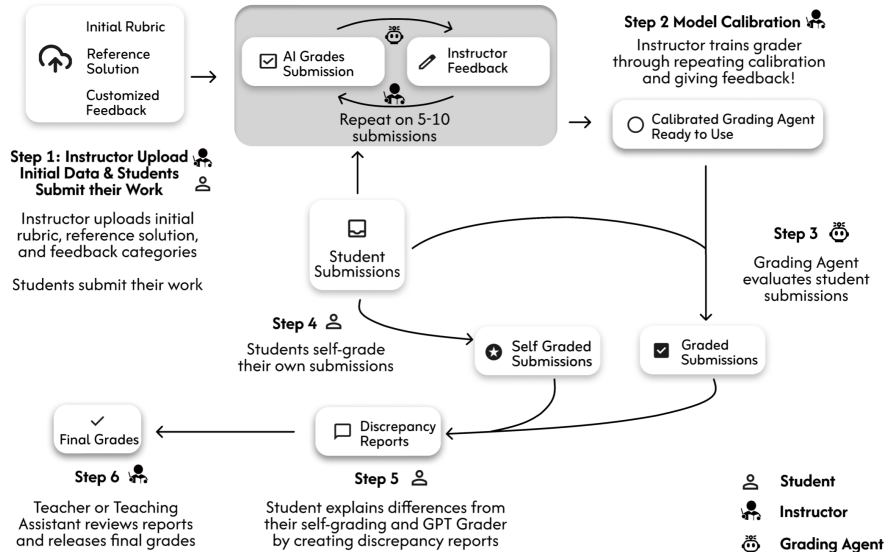 Initial Rubric
Reference
Solution
Customized
Feedback
Step 1: Instructor Upload
Initial Data & Students
Submit their Work
Instructor uploads initial
rubric, reference solution,
and feedback categories
Students submit their work
AI Grades
Submission
Instructor
Feedback
Repeat on 5-10
submissions
Step 2 Model Calibration
Instructor trains grader
through repeating calibration
and giving feedback!
Calibrated Grading Agent
Ready to Use
Student
Submissions
Step 3
Grading Agent
evaluates student
submissions
Step 4
Students self-grade
their own submissions
Self Graded
Submissions
Graded
Submissions
Discrepancy
Reports
Step 5
Student explains differences from
their self-grading and GPT Grader
by creating discrepancy reports
Final Grades
Step 6
Teacher or Teaching
Assistant reviews reports
and releases final grades
Student
Instructor
Grading Agent